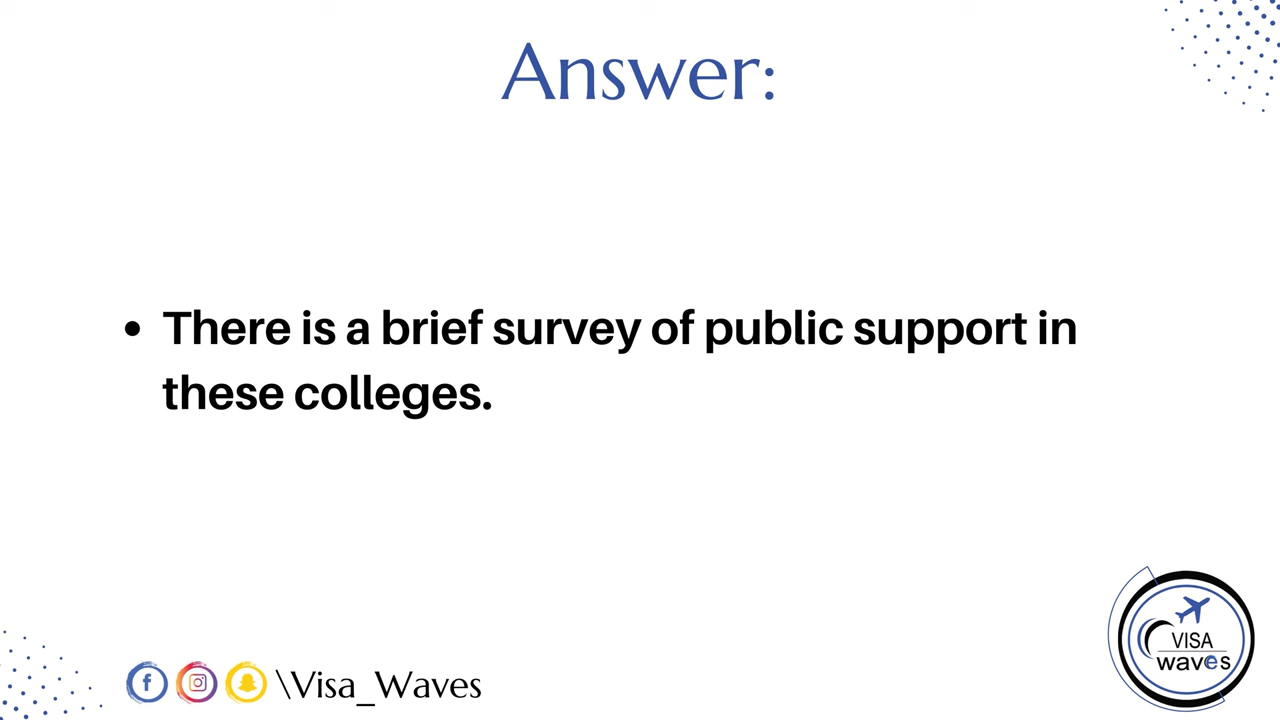 Answer:
• There is a brief survey of public support in
these colleges.
\Visa_Waves
VISA
waves